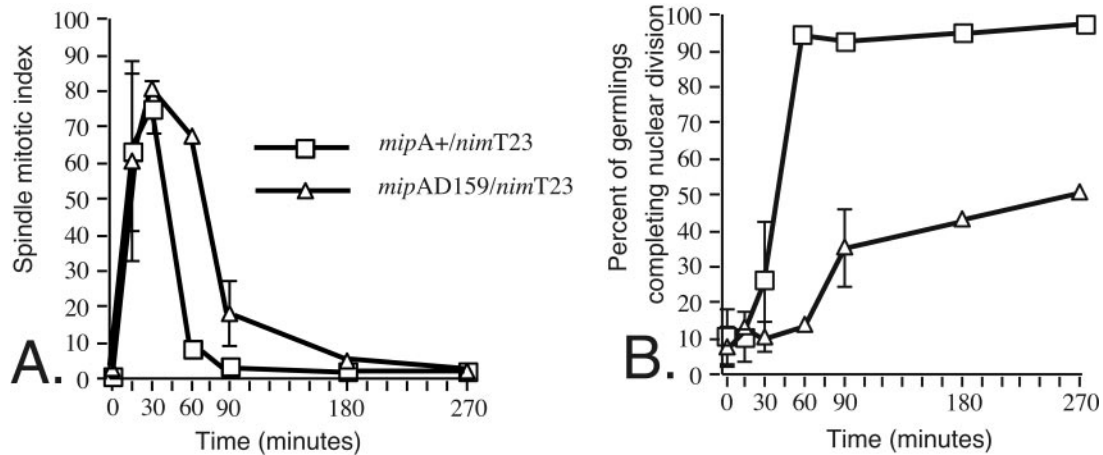 100
90
80
70
60
50
40
30
20
10
0
Spindle mitotic index
0 30 60 90 180 270
Time (minutes)
A.
mipA+/nimT23
mipAD159/nimT23
100
90
80
70
60
50
40
30
20
10
0
Percent of germlings
completing nuclear division
0 30 60 90 180 270
Time (minutes)
B.